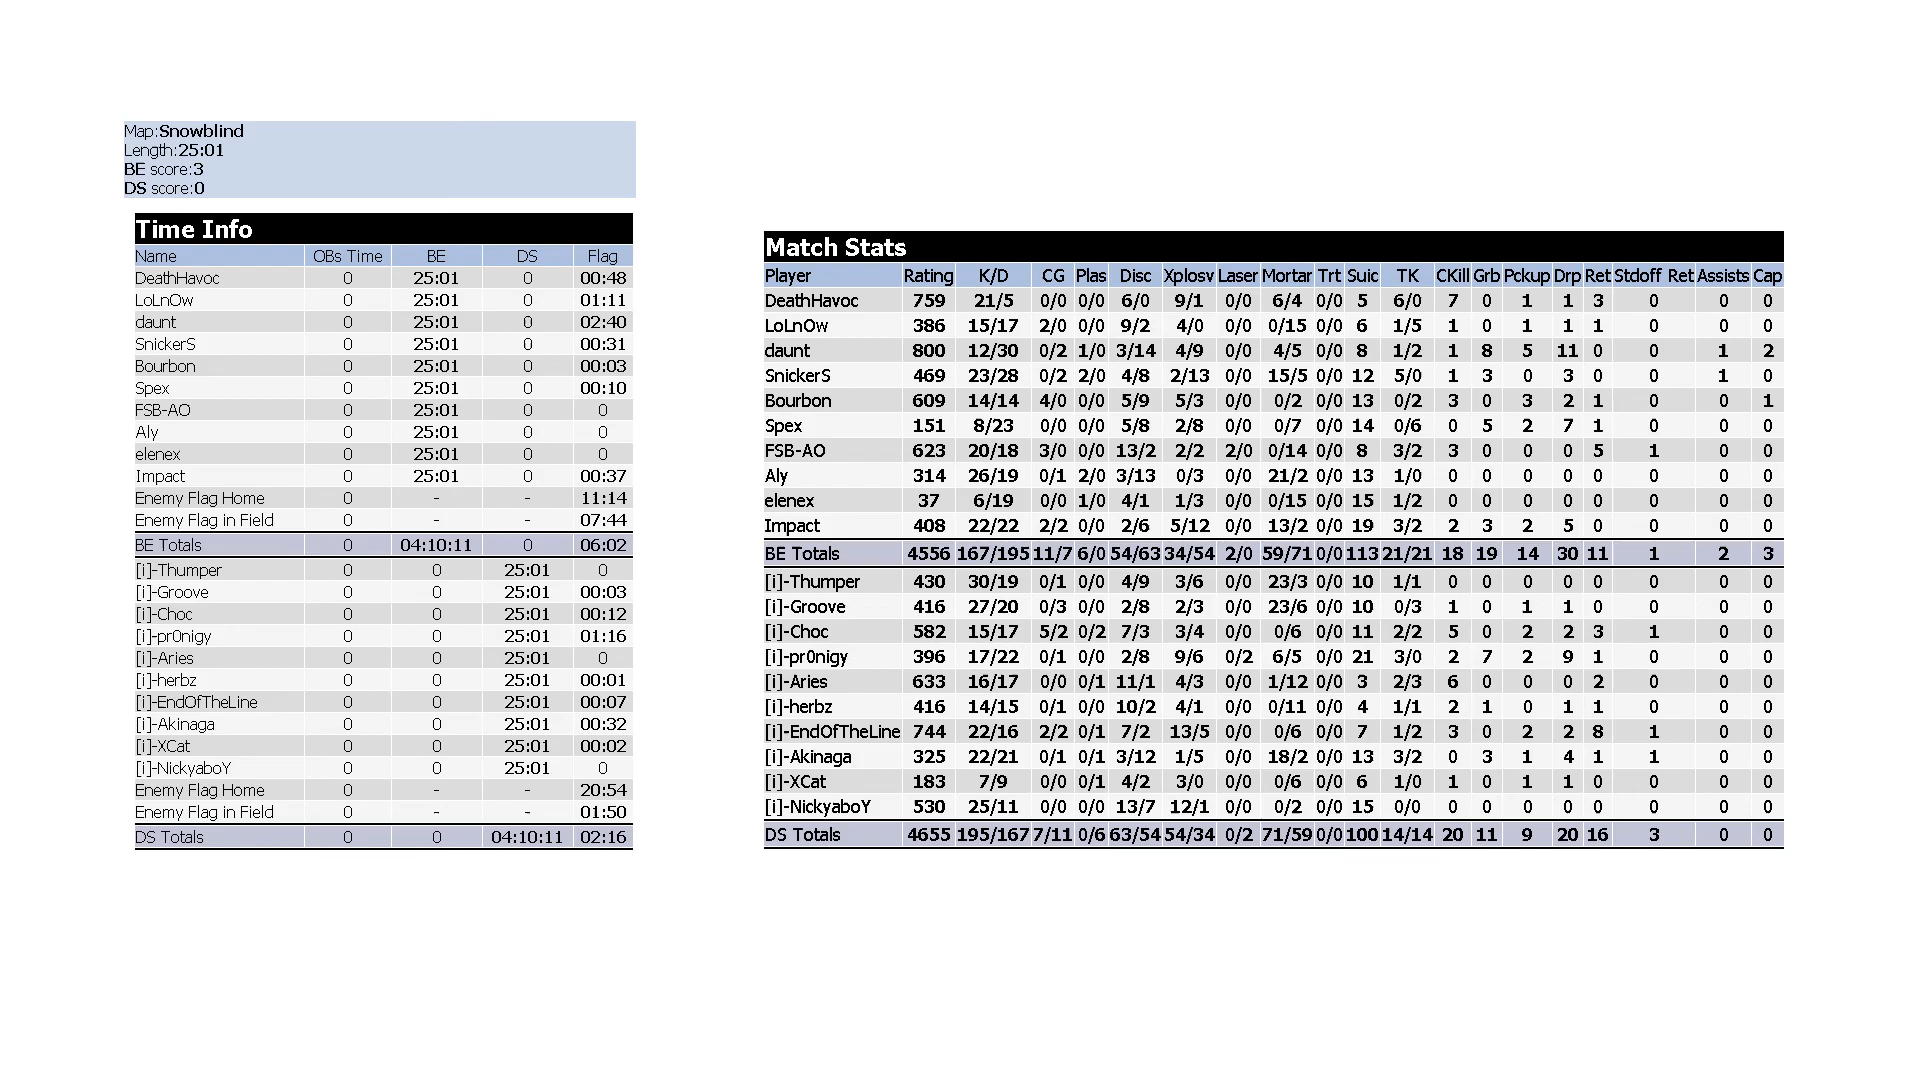 Map:Snowblind
Length:25:01
BE score:3
DS score:0
Time Info
Name OBs Time BE DS Flag
DeathHavoc 0 25:01 0 00:48
LoLnOw 0 25:01 0 01:11
daunt 0 25:01 0 02:40
SnickerS 0 25:01 0 00:31
Bourbon 0 25:01 0 00:03
Spex 0 25:01 0 00:10
FSB-AO 0 25:01 0 0
Aly 0 25:01 0 0
elenex 0 25:01 0 0
Impact 0 25:01 0 00:37
Enemy Flag Home 0 - - 11:14
Enemy Flag in Field 0 - - 07:44
BE Totals 0 04:10:11 0 06:02
[i]-Thumper 0 0 25:01 0
[i]-Groove 0 0 25:01 00:03
[i]-Choc 0 0 25:01 00:12
[i]-pr0nigy 0 0 25:01 01:16
[i]-Aries 0 0 25:01 0
[i]-herbz 0 0 25:01 00:01
[i]-EndOfTheLine 0 0 25:01 00:07
[i]-Akinaga 0 0 25:01 00:32
[i]-XCat 0 0 25:01 00:02
[i]-NickyaboY 0 0 25:01 0
Enemy Flag Home 0 - - 20:54
Enemy Flag in Field 0 - - 01:50
DS Totals 0 0 04:10:11 02:16
Match Stats
Player Rating K/D CG Plas Disc Xplosv Laser Mortar Trt Suic TK CKill Grb Pckup Drp Ret Stdoff Ret Assists Cap
DeathHavoc 759 21/5 0/0 0/0 6/0 9/1 0/0 6/4 0/0 5 6/0 7 0 1 1 3 0 0 0
LoLnOw 386 15/17 2/0 0/0 9/2 4/0 0/0 0/15 0/0 6 1/5 1 0 1 1 1 0 0 0
daunt 800 12/30 0/2 1/0 3/14 4/9 0/0 4/5 0/0 8 1/2 1 8 5 11 0 0 1 2
SnickerS 469 23/28 0/2 2/0 4/8 2/13 0/0 15/5 0/0 12 5/0 1 3 0 3 0 0 1 0
Bourbon 609 14/14 4/0 0/0 5/9 5/3 0/0 0/2 0/0 13 0/2 3 0 3 2 1 0 0 1
Spex 151 8/23 0/0 0/0 5/8 2/8 0/0 0/7 0/0 14 0/6 0 5 2 7 1 0 0 0
FSB-AO 623 20/18 3/0 0/0 13/2 2/2 2/0 0/14 0/0 8 3/2 3 0 0 0 5 1 0 0
Aly 314 26/19 0/1 2/0 3/13 0/3 0/0 21/2 0/0 13 1/0 0 0 0 0 0 0 0 0
elenex 37 6/19 0/0 1/0 4/1 1/3 0/0 0/15 0/0 15 1/2 0 0 0 0 0 0 0 0
Impact 408 22/22 2/2 0/0 2/6 5/12 0/0 13/2 0/0 19 3/2 2 3 2 5 0 0 0 0
BE Totals 4556 167/195 11/7 6/0 54/63 34/54 2/0 59/71 0/0 113 21/21 18 19 14 30 11 1 2 3
[i]-Thumper 430 30/19 0/1 0/0 4/9 3/6 0/0 23/3 0/0 10 1/1 0 0 0 0 0 0 0 0
[i]-Groove 416 27/20 0/3 0/0 2/8 2/3 0/0 23/6 0/0 10 0/3 1 0 1 1 0 0 0 0
[i]-Choc 582 15/17 5/2 0/2 7/3 3/4 0/0 0/6 0/0 11 2/2 5 0 2 2 3 1 0 0
[i]-pr0nigy 396 17/22 0/1 0/0 2/8 9/6 0/2 6/5 0/0 21 3/0 2 7 2 9 1 0 0 0
[i]-Aries 633 16/17 0/0 0/1 11/1 4/3 0/0 1/12 0/0 3 2/3 6 0 0 0 2 0 0 0
[i]-herbz 416 14/15 0/1 0/0 10/2 4/1 0/0 0/11 0/0 4 1/1 2 1 0 1 1 0 0 0
[i]-EndOfTheLine 744 22/16 2/2 0/1 7/2 13/5 0/0 0/6 0/0 7 1/2 3 0 2 2 8 1 0 0
[i]-Akinaga 325 22/21 0/1 0/1 3/12 1/5 0/0 18/2 0/0 13 3/2 0 3 1 4 1 1 0 0
[i]-XCat 183 7/9 0/0 0/1 4/2 3/0 0/0 0/6 0/0 6 1/0 1 0 1 1 0 0 0 0
[i]-NickyaboY 530 25/11 0/0 0/0 13/7 12/1 0/0 0/2 0/0 15 0/0 0 0 0 0 0 0 0 0
DS Totals 4655 195/167 7/11 0/6 63/54 54/34 0/2 71/59 0/0 100 14/14 20 11 9 20 16 3 0 0